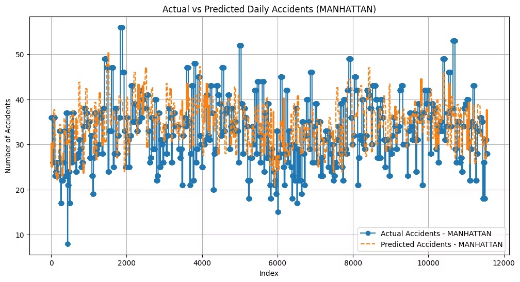 Actual vs Predicted Daily Accidents (MANHATTAN)
Number of Accidents
50
40
30
20
10
Actual Accidents - MANHATTAN
Predicted Accidents - MANHATTAN
0 2000 4000 6000 8000 10000 12000
Index